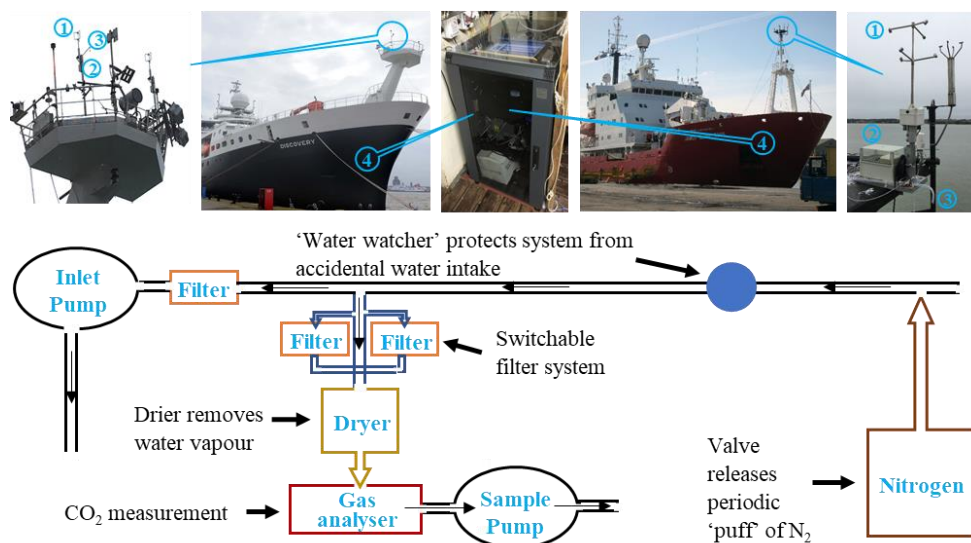 ①
③
②
DISCOVERY
④
④
①
②
③
'Water watcher' protects system from
accidental water intake
Inlet
Pump
Filter
Filter
Filter
Switchable
filter system
Drier removes
water vapour
Dryer
Valve
releases
periodic
'puff' of N₂
Nitrogen
CO₂ measurement
Gas
analyser
Sample
Pump